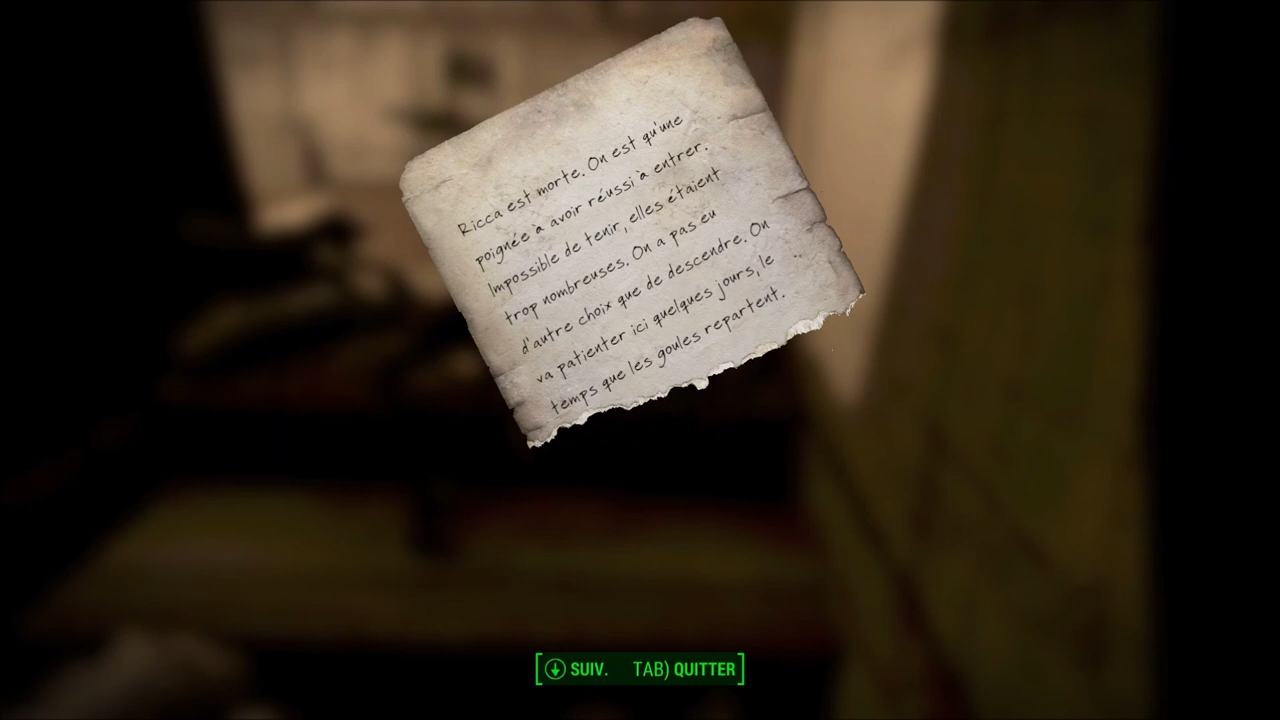 Ricca est morte. On est qu'une
poignée à avoir réussi à entrer.
Impossible de tenir, elles étaient
trop nombreuses. On a pas eu
d'autre choix que de descendre. On
va patienter ici quelques jours, le
temps que les goules repartent.
SUIV. TAB) QUITTER